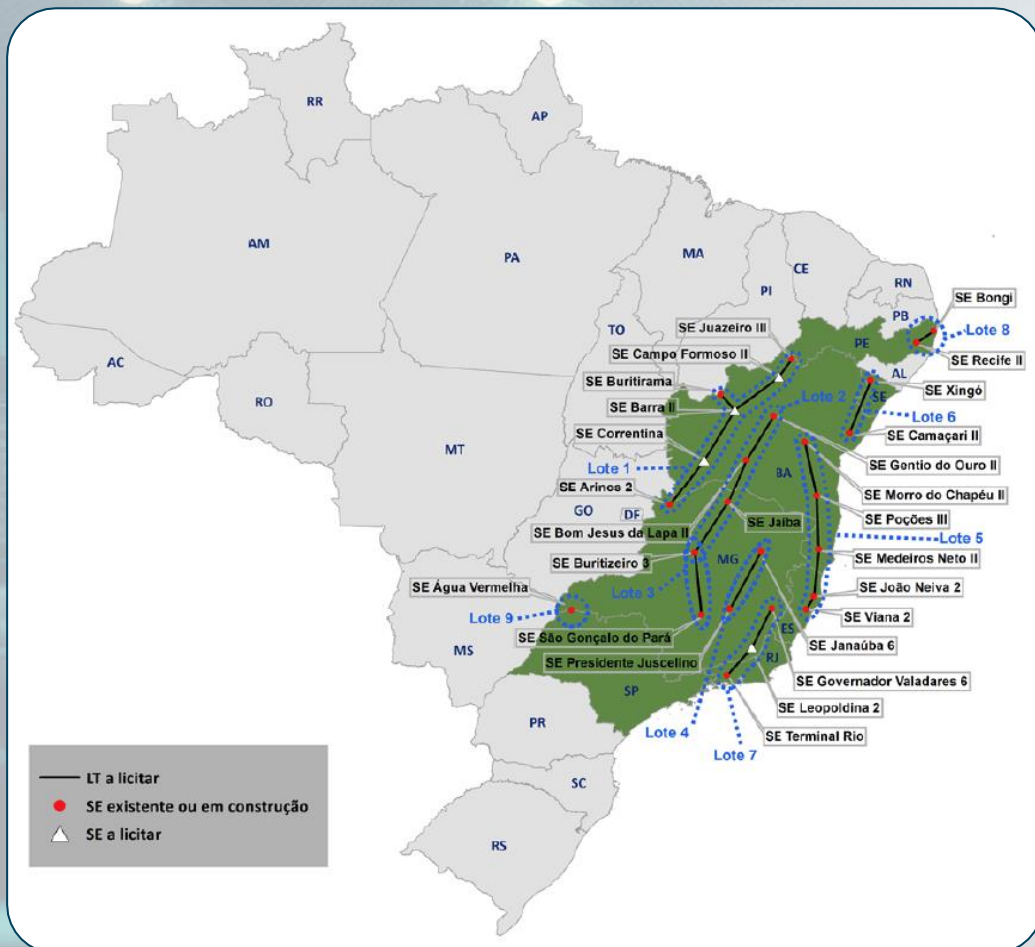 RR
AP
AM
PA
MA
CE
RN
PI
PB
SE Bongi
SE Juazeiro III
Lote 8
TO
PE
SE Campo Formoso II
SE Recife II
AC
AL
SE Buritirama
SE Xingó
RO
SE
Lote 2
SE Barra II
Lote 6
SE Correntina
SE Camaçari II
MT
SE Gentio do Ouro II
Lote 1
BA
SE Arinos 2
SE Morro do Chapéu II
GO
DF
SE Jaíba
SE Poções III
SE Bom Jesus da Lapa II
Lote 5
SE Medeiros Neto II
SE Buritizeiro 3
MG
SE Água Vermelha
SE João Neiva 2
Lote 3
Lote 9
SE Viana 2
ES
SE São Gonçalo do Pará
SE Janaúba 6
MS
SE Presidente Juscelino
RJ
SE Governador Valadares 6
SP
SE Leopoldina 2
PR
Lote 4
SE Terminal Rio
Lote 7
LT a licitar
SE existente ou em construção
SE a licitar
SC
RS